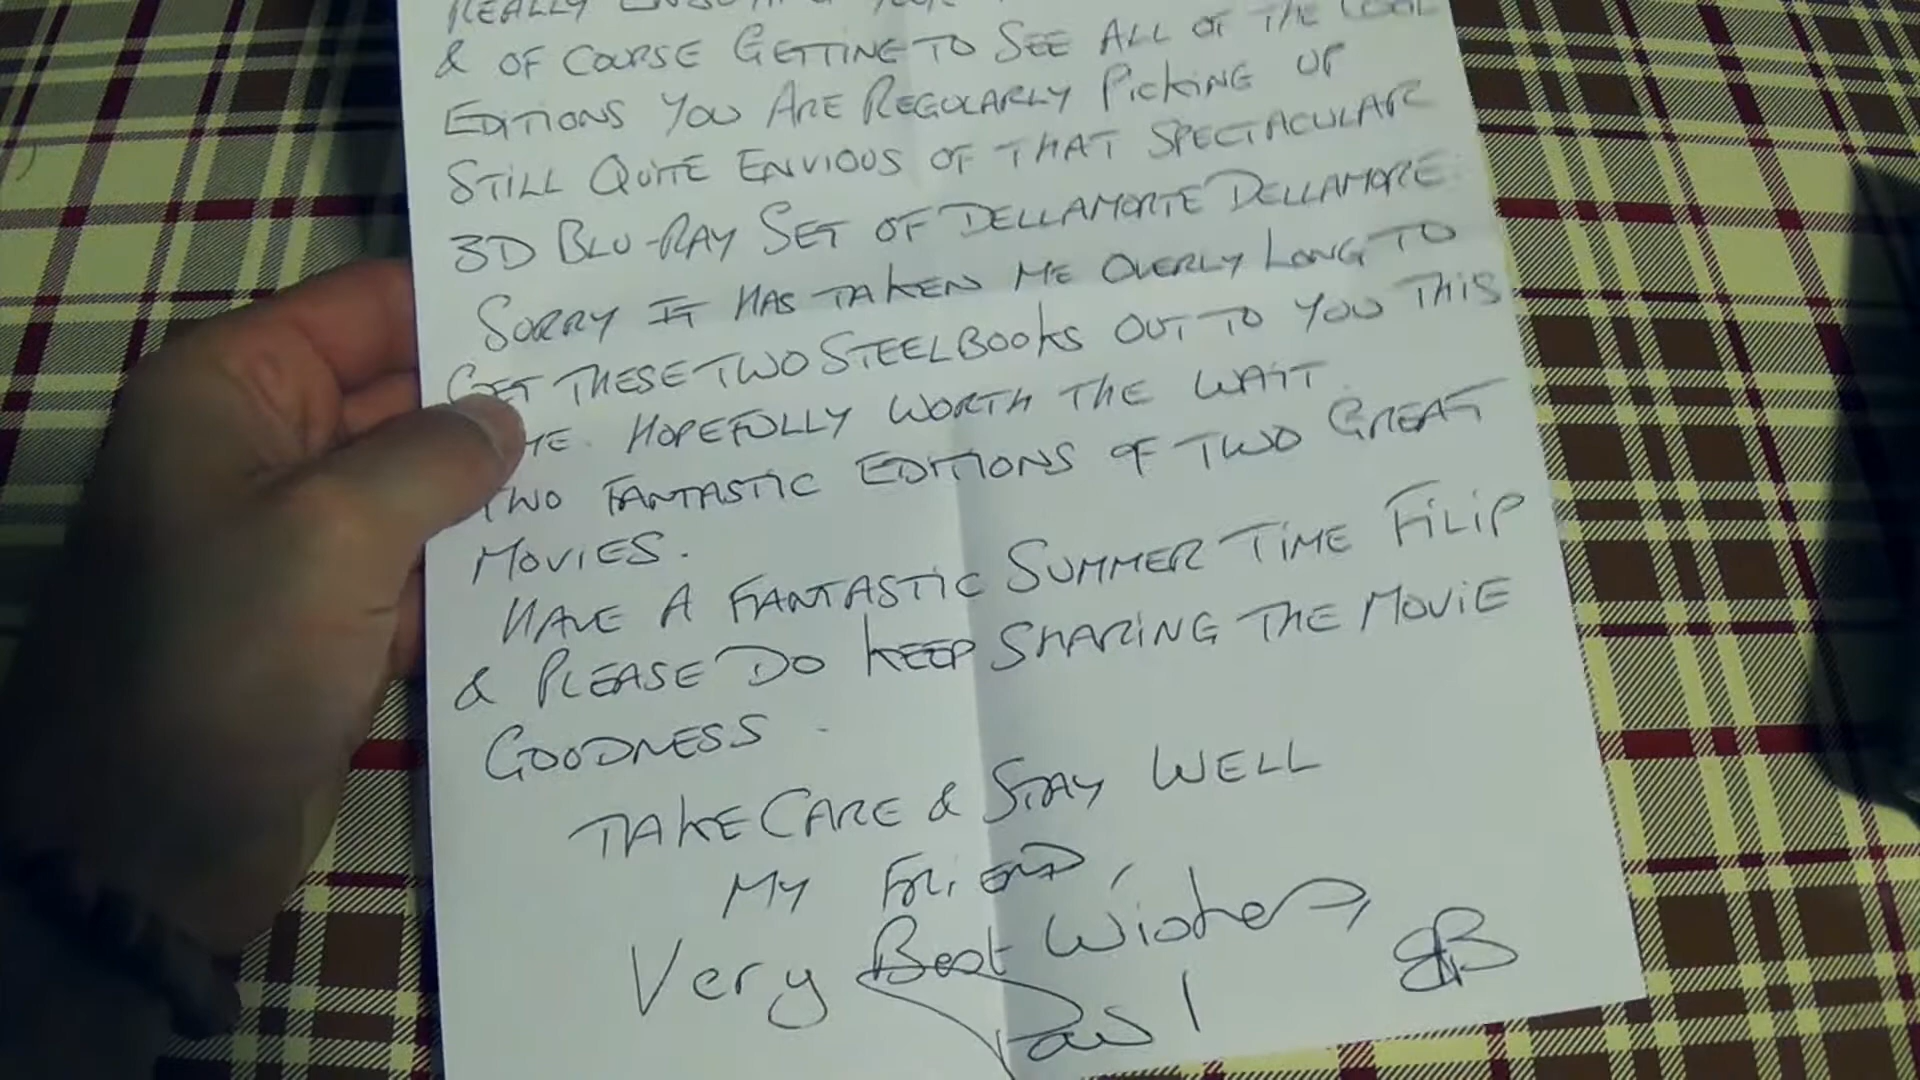 REALLY
& OF COURSE GETTING TO SEE ALL OF THE COOL
EDITIONS YOU ARE REGULARLY PICKING UP
STILL QUITE ENVIOUS OF THAT SPECTACULAR
3D BLU-RAY SET OF DELLAMORTE DELLAMORE.
SORRY IT HAS TAKEN ME OVERLY LONG TO
GET THESE TWO STEELBOOKS OUT TO YOU THIS
HOPEFULLY WORTH THE WAIT.
TWO FANTASTIC EDITIONS OF TWO GREAT
MOVIES.
HAVE A FANTASTIC SUMMER TIME FILIP
& PLEASE DO KEEP SHARING THE MOVIE
GOODNESS.
TAKE CARE & STAY WELL
MY FRIEND,
Very Best Wishes,
Paul